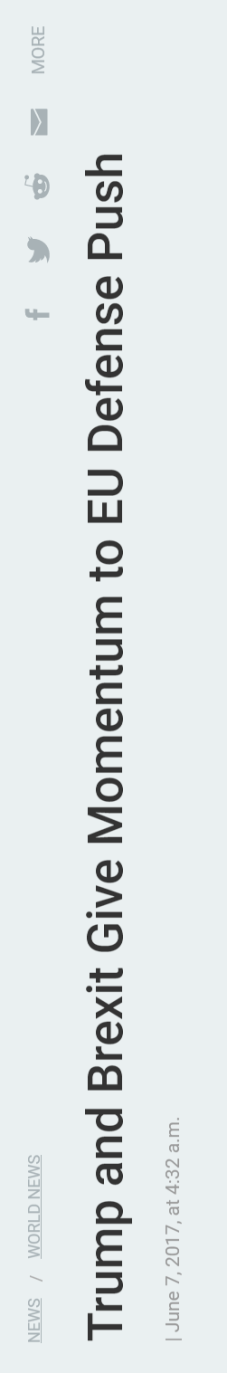 NEWS / WORLD NEWS
MORE
Trump and Brexit Give Momentum to EU Defense Push
| June 7, 2017, at 4:32 a.m.